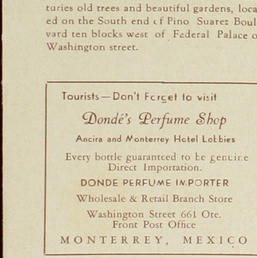 turies old trees and beautiful gardens, loca
ed on the South end of Pino Suarez Boul
vard ten blocks west of Federal Palace o
Washington street.
Tourists—Don't Forget to visit
Dondé's Perfume Shop
Ancira and Monterrey Hotel Lobbies
Every bottle guaranteed to be genuine
Direct Importation.
DONDE PERFUME IMPORTER
Wholesale & Retail Branch Store
Washington Street 661 Ote.
Front Post Office
MONTERREY, MEXICO